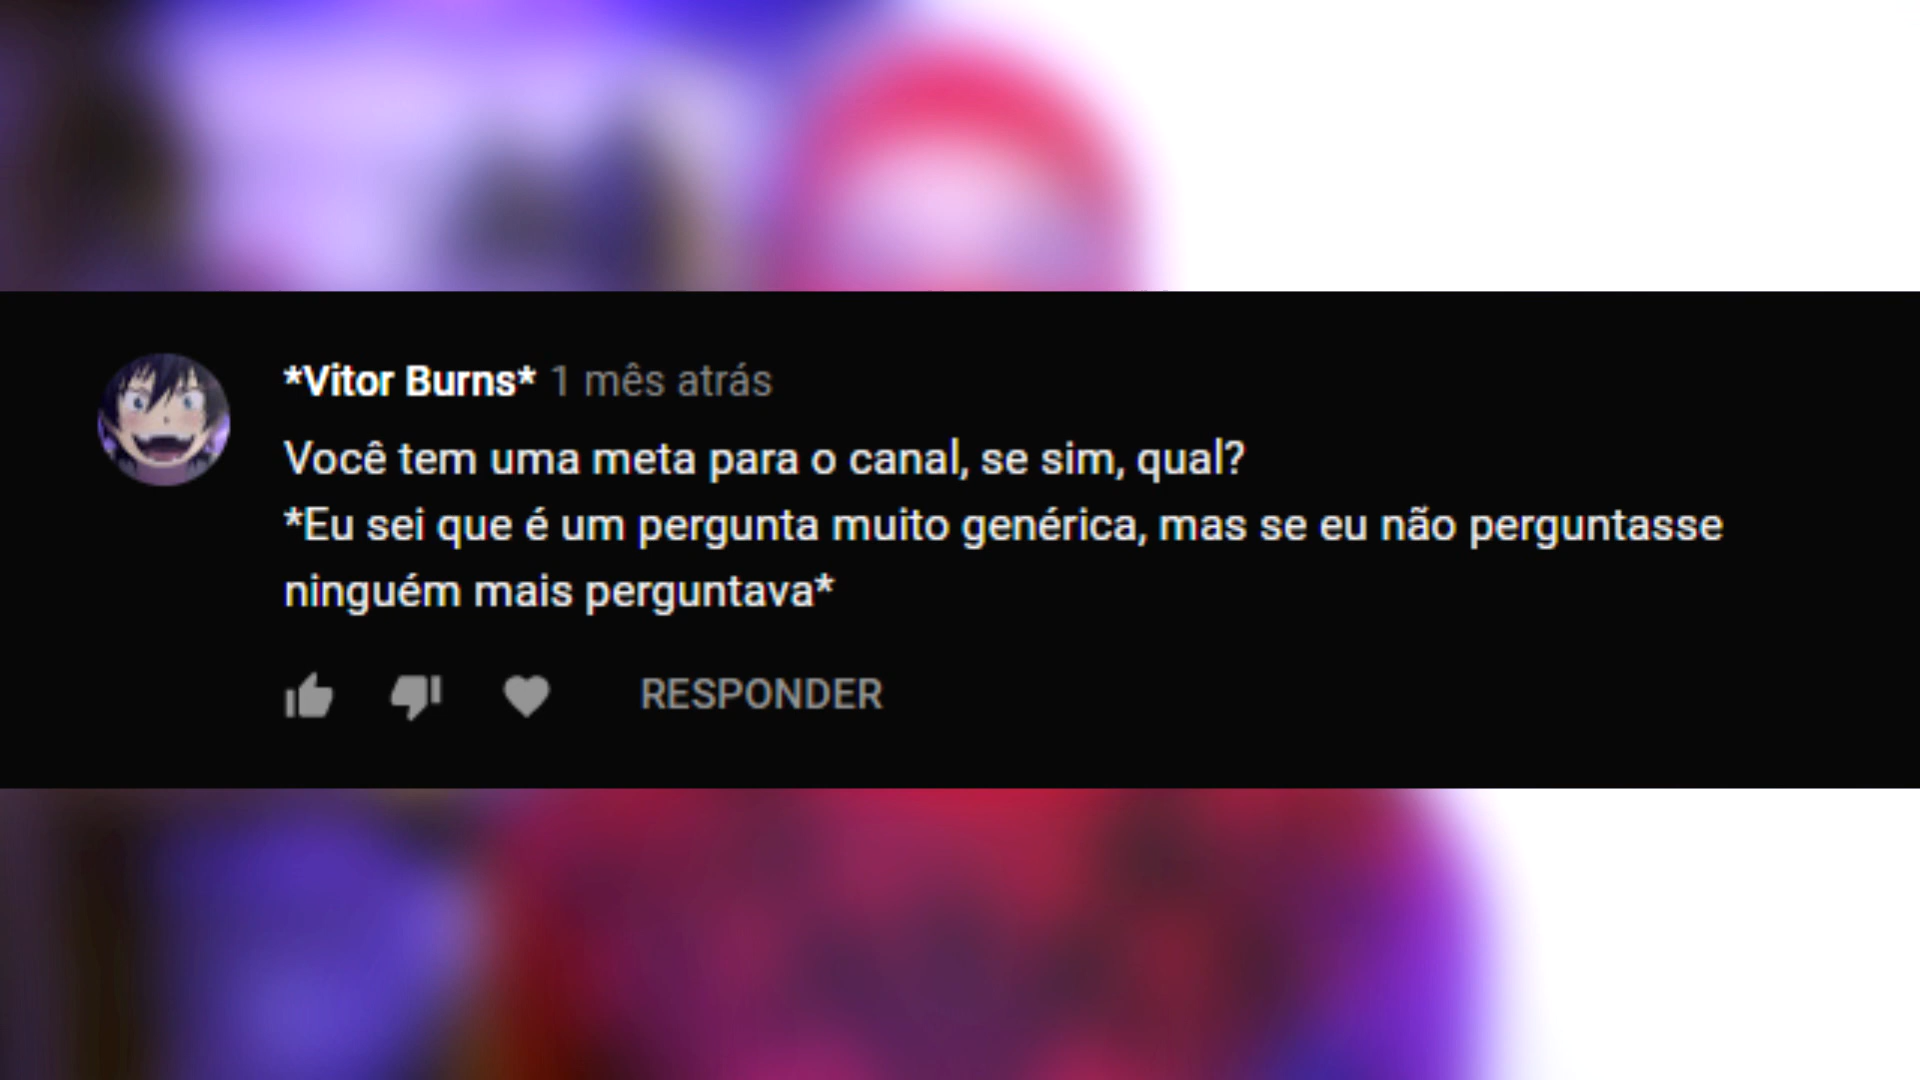 *Vitor Burns* 1 mês atrás
Você tem uma meta para o canal, se sim, qual?
*Eu sei que é um pergunta muito genérica, mas se eu não perguntasse
ninguém mais perguntava*
RESPONDER